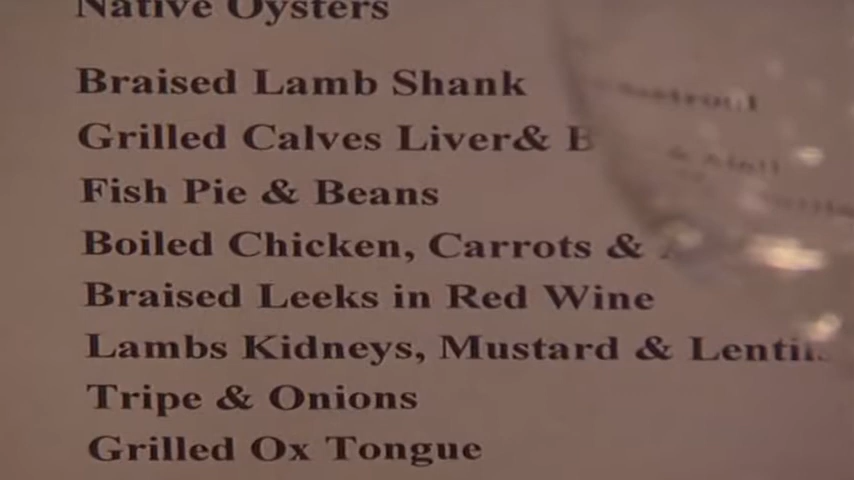 Native Oysters
Braised Lamb Shank
Grilled Calves Liver& B
Fish Pie & Beans
Boiled Chicken, Carrots &
Braised Leeks in Red Wine
Lambs Kidneys, Mustard & Lentils
Tripe & Onions
Grilled Ox Tongue